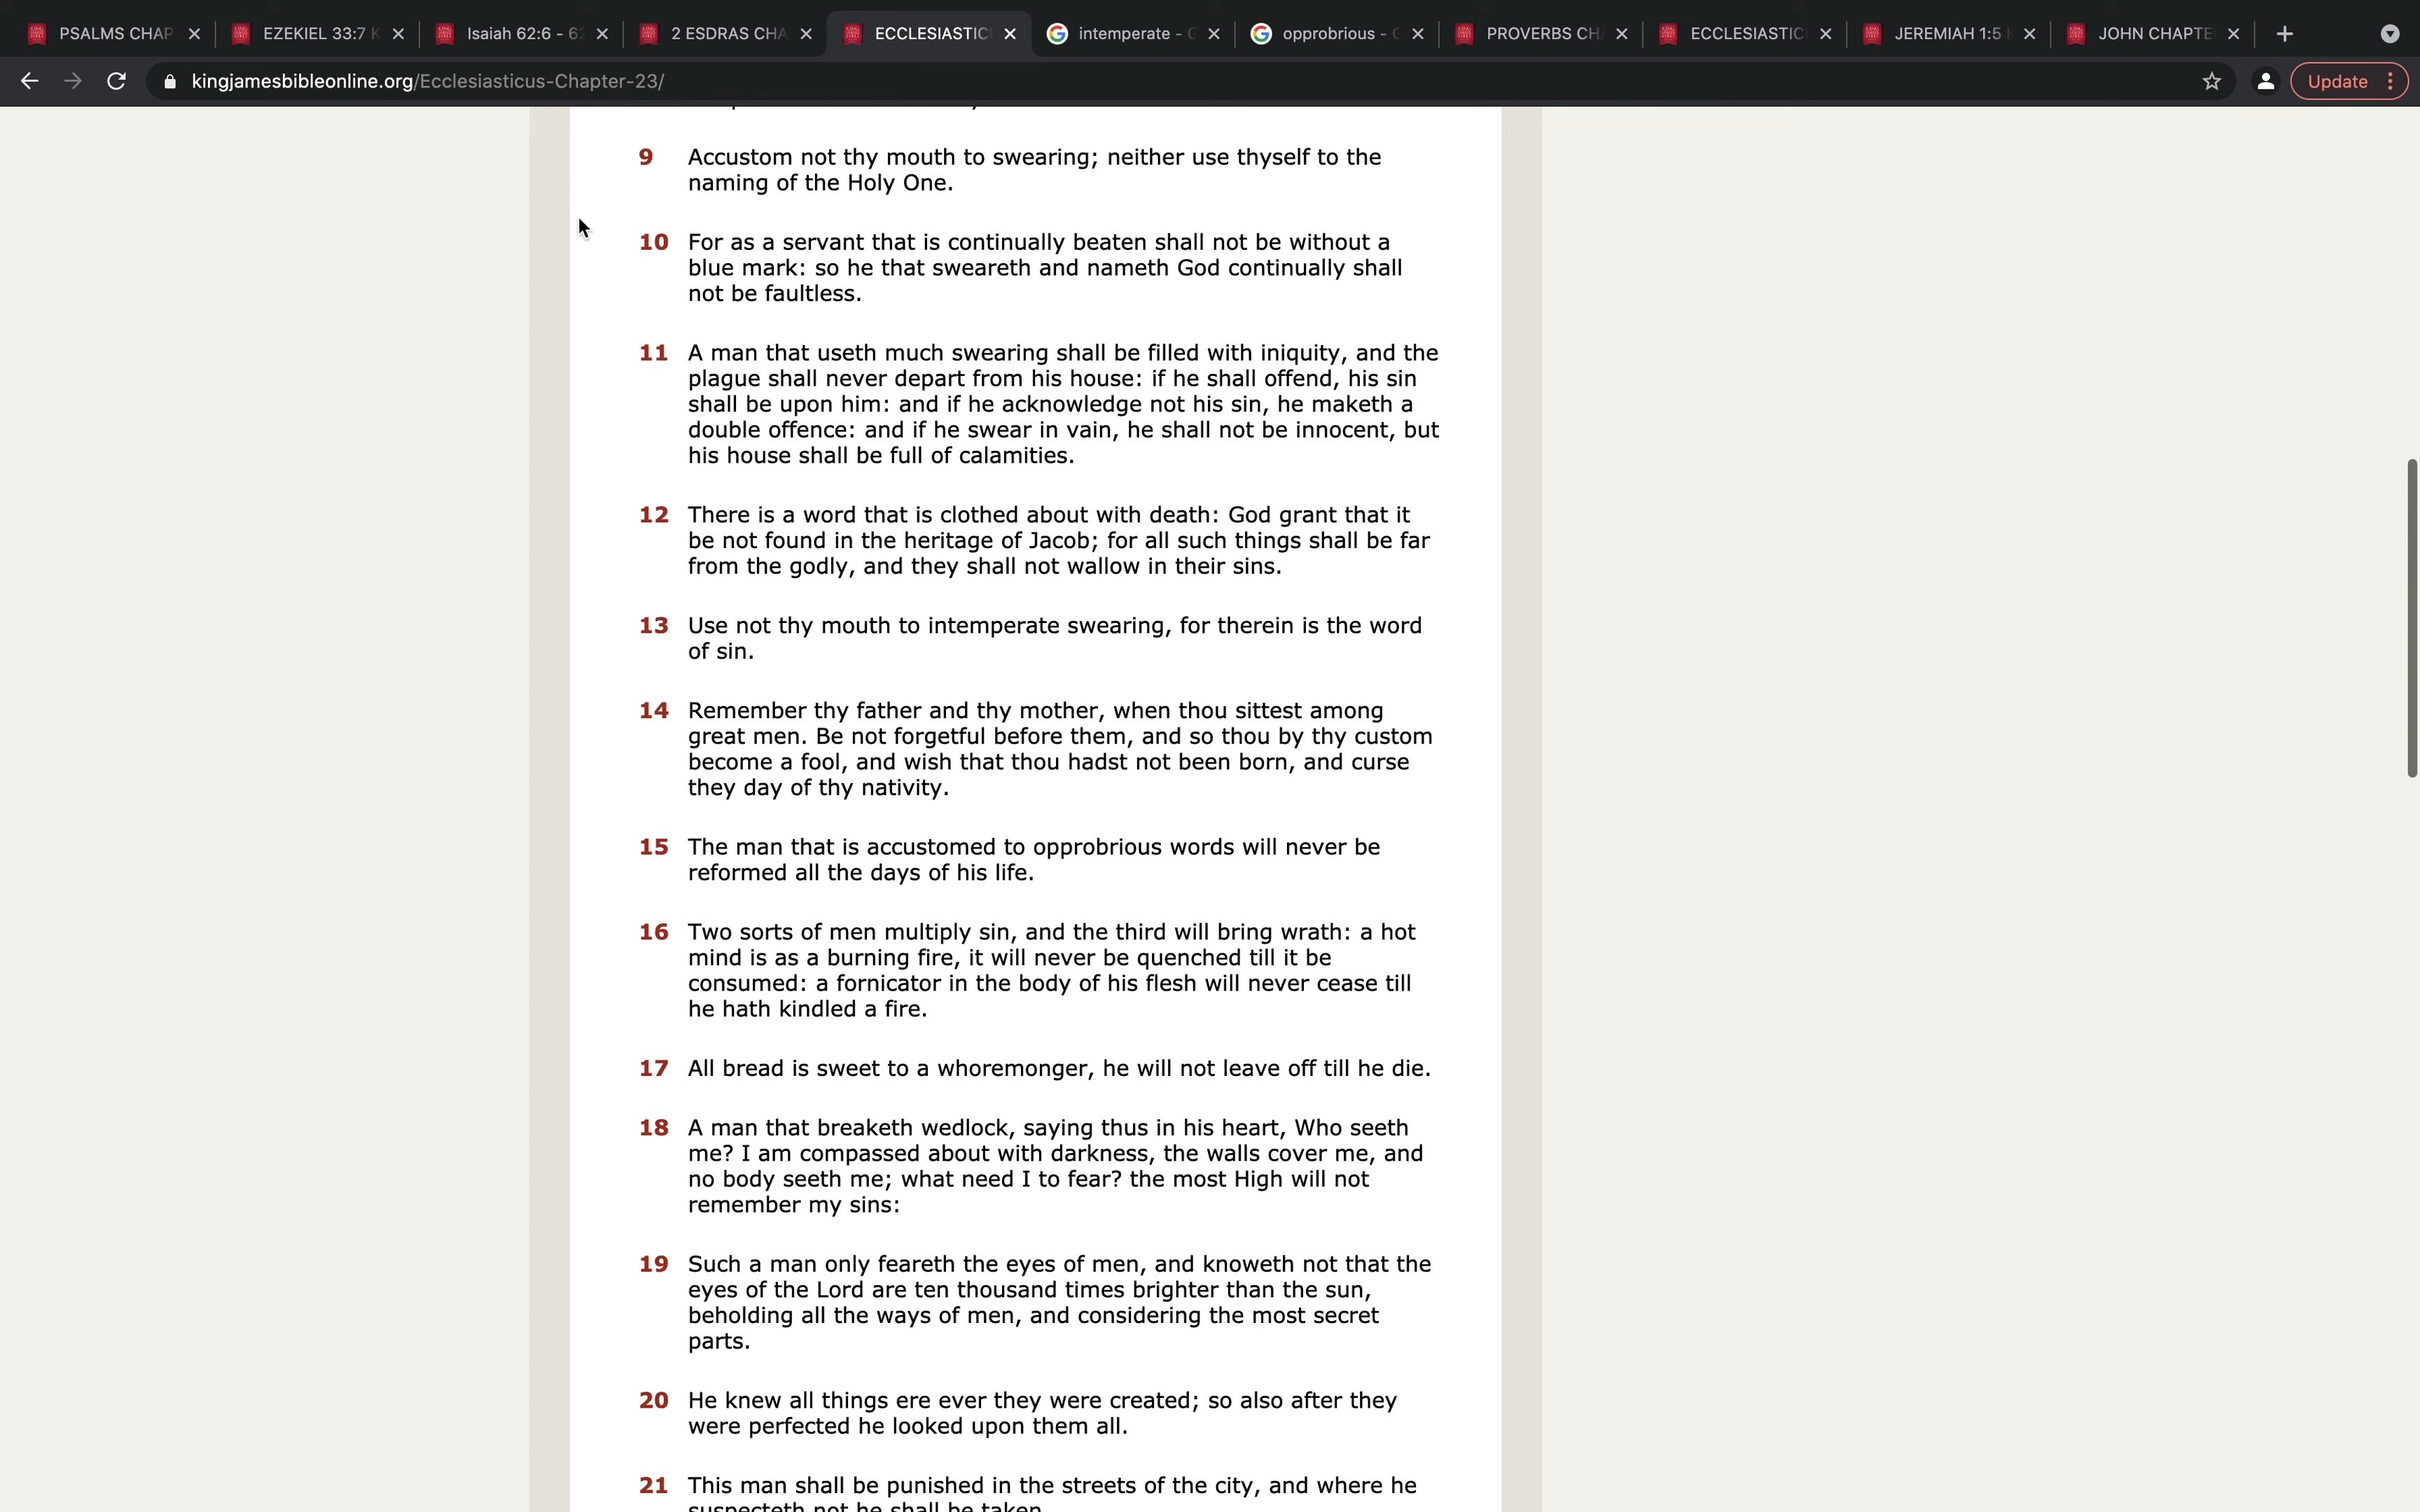 PSALMS CHAP
EZEKIEL 33:7 K
Isaiah 62:6 - 62
2 ESDRAS CHA
ECCLESIASTIC
intemperate - G
opprobrious - G
PROVERBS CH
ECCLESIASTIC
JEREMIAH 1:5
JOHN CHAPTE
kingjamesbibleonline.org/Ecclesiasticus-Chapter-23/
Update
9 Accustom not thy mouth to swearing; neither use thyself to the
naming of the Holy One.
10 For as a servant that is continually beaten shall not be without a
blue mark: so he that sweareth and nameth God continually shall
not be faultless.
11 A man that useth much swearing shall be filled with iniquity, and the
plague shall never depart from his house: if he shall offend, his sin
shall be upon him: and if he acknowledge not his sin, he maketh a
double offence: and if he swear in vain, he shall not be innocent, but
his house shall be full of calamities.
12 There is a word that is clothed about with death: God grant that it
be not found in the heritage of Jacob; for all such things shall be far
from the godly, and they shall not wallow in their sins.
13 Use not thy mouth to intemperate swearing, for therein is the word
of sin.
14 Remember thy father and thy mother, when thou sittest among
great men. Be not forgetful before them, and so thou by thy custom
become a fool, and wish that thou hadst not been born, and curse
they day of thy nativity.
15 The man that is accustomed to opprobrious words will never be
reformed all the days of his life.
16 Two sorts of men multiply sin, and the third will bring wrath: a hot
mind is as a burning fire, it will never be quenched till it be
consumed: a fornicator in the body of his flesh will never cease till
he hath kindled a fire.
17 All bread is sweet to a whoremonger, he will not leave off till he die.
18 A man that breaketh wedlock, saying thus in his heart, Who seeth
me? I am compassed about with darkness, the walls cover me, and
no body seeth me; what need I to fear? the most High will not
remember my sins:
19 Such a man only feareth the eyes of men, and knoweth not that the
eyes of the Lord are ten thousand times brighter than the sun,
beholding all the ways of men, and considering the most secret
parts.
20 He knew all things ere ever they were created; so also after they
were perfected he looked upon them all.
21 This man shall be punished in the streets of the city, and where he
suspecteth not he shall be taken.